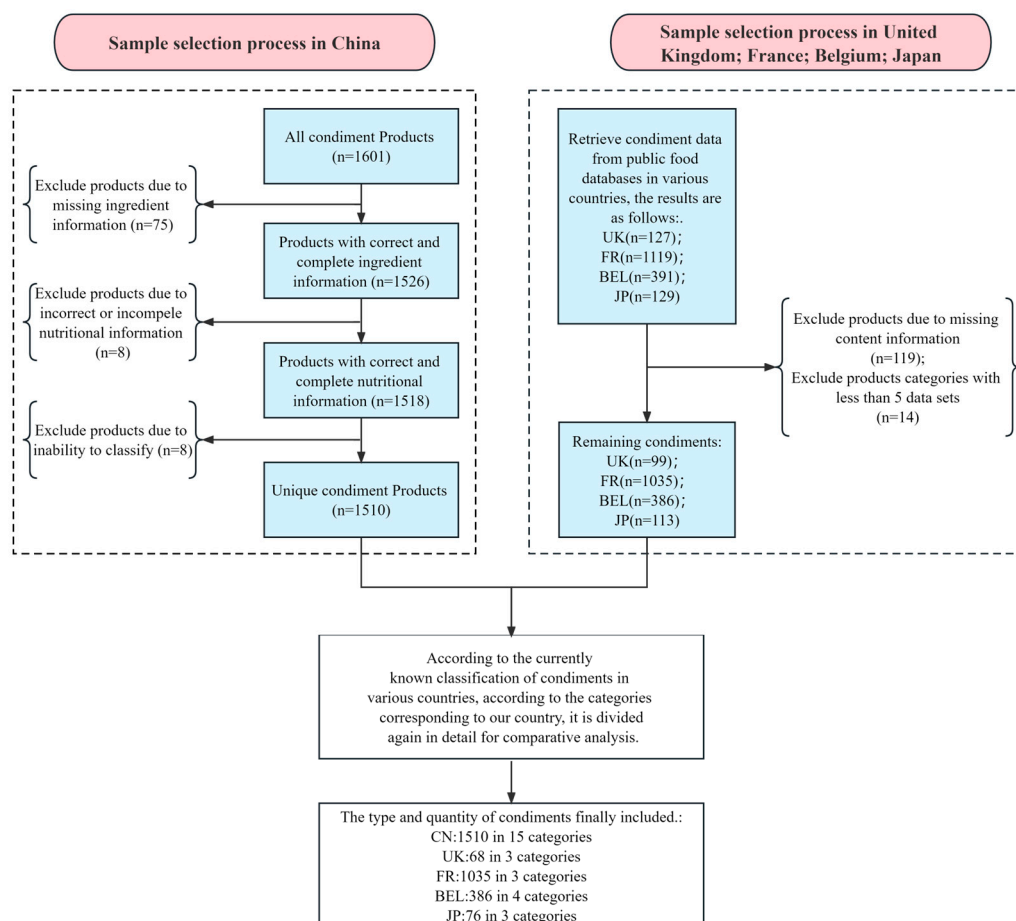 Sample selection process in China
Sample selection process in United
Kingdom; France; Belgium; Japan
All condiment Products
(n=1601)
Exclude products due to
missing ingredient
information (n=75)
Products with correct and
complete ingredient
information (n=1526)
Exclude products due to
incorrect or incompele
nutritional information
(n=8)
Products with correct and
complete nutritional
information (n=1518)
Exclude products due to
inability to classify (n=8)
Unique condiment Products
(n=1510)
Retrieve condiment data
from public food
databases in various
countries, the results are
as follows:.
UK(n=127);
FR(n=1119);
BEL(n=391);
JP(n=129)
Exclude products due to missing
content information
(n=119);
Exclude products categories with
less than 5 data sets
(n=14)
Remaining condiments:
UK(n=99);
FR(n=1035);
BEL(n=386);
JP(n=113)
According to the currently
known classification of condiments in
various countries, according to the categories
corresponding to our country, it is divided
again in detail for comparative analysis.
The type and quantity of condiments finally included.:
CN:1510 in 15 categories
UK:68 in 3 categories
FR:1035 in 3 categories
BEL:386 in 4 categories
JP:76 in 3 categories